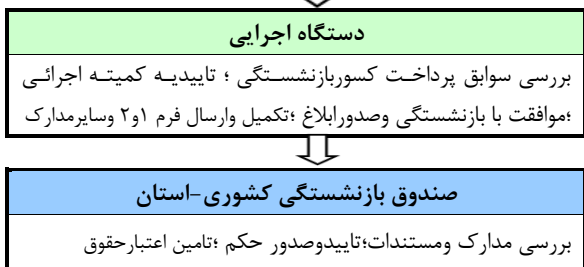 دستگاه اجرایی
بررسی سوابق پرداخت کسوربازنشستگی ؛ تاییدیه کمیته اجرائی
؛موافقت با بازنشستگی وصدورابلاغ ؛تکمیل وارسال فرم ۱و۲ وسایرمدارک
صندوق بازنشستگی کشوری-استان
بررسی مدارک ومستندات؛تاییدوصدور حکم ؛تامین اعتبارحقوق